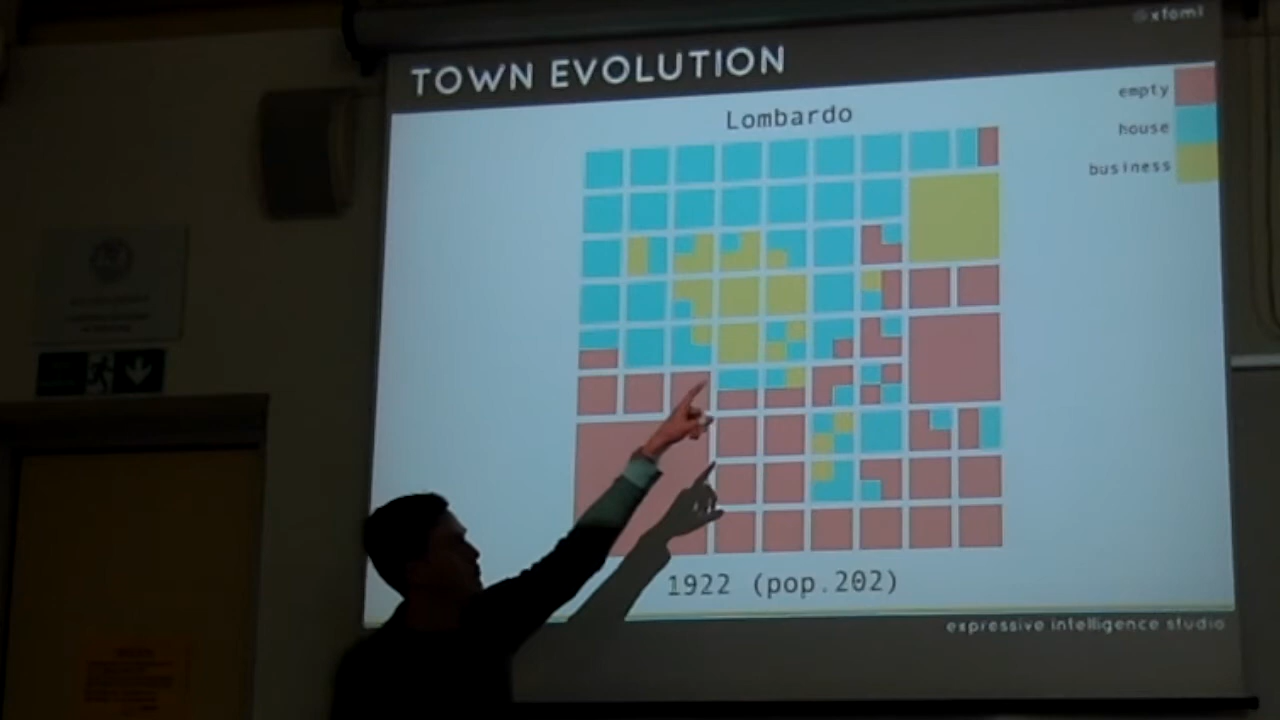 @xfoml
TOWN EVOLUTION
Lombardo
empty
house
business
1922 (pop.202)
expressive intelligence studio